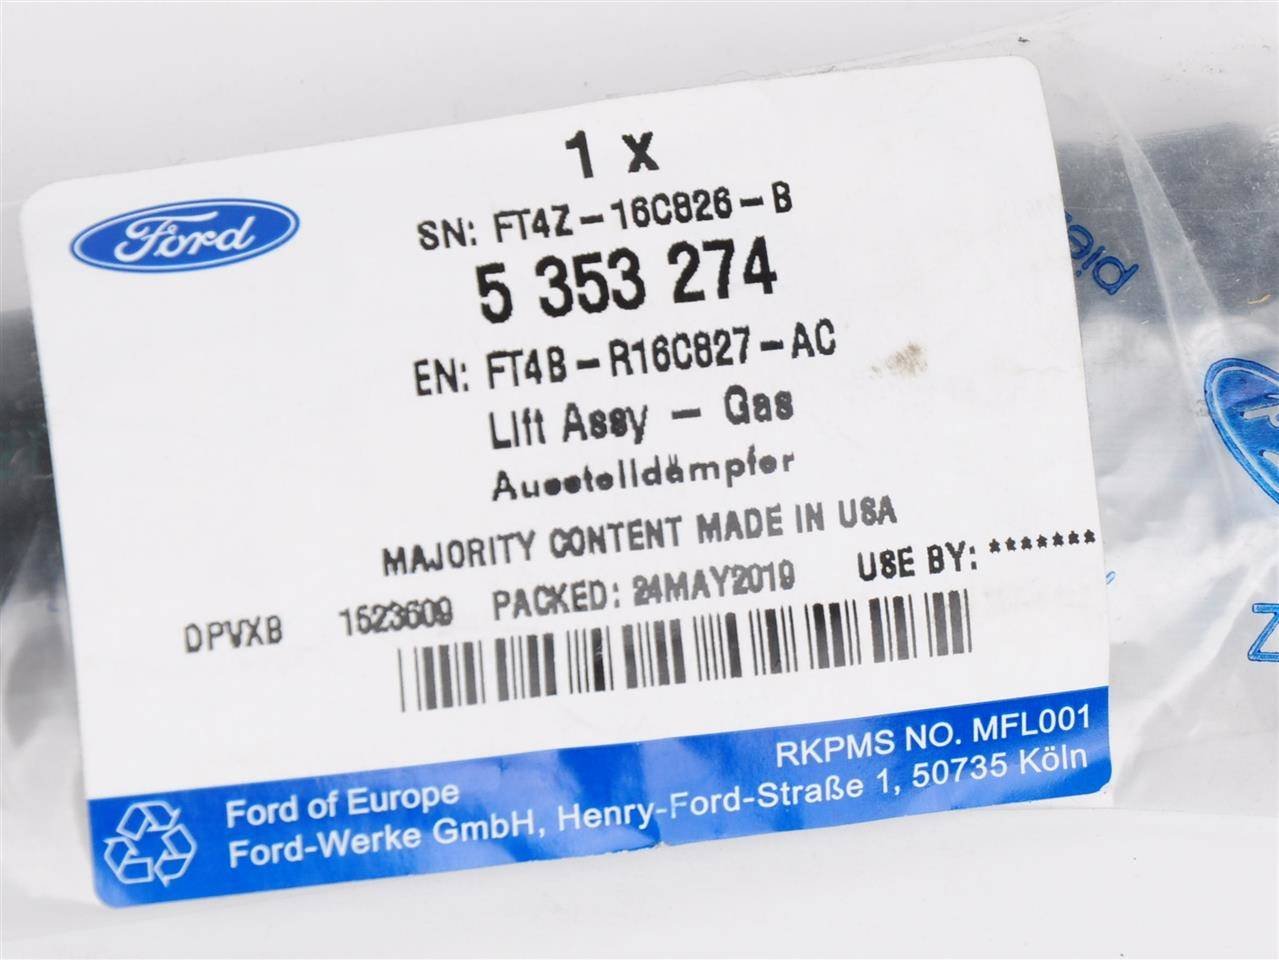 1 x
Ford
SN: FT4Z-16C826-B
5 353 274
EN: FT4B-R16C827-AC
Lift Assy - Gas
Ausstelldämpfer
MAJORITY CONTENT MADE IN USA
DPVXB 1523609 PACKED: 24MAY2019 USE BY: *******
RKPMS NO. MFL001
Ford of Europe
Ford-Werke GmbH, Henry-Ford-Straße 1, 50735 Köln